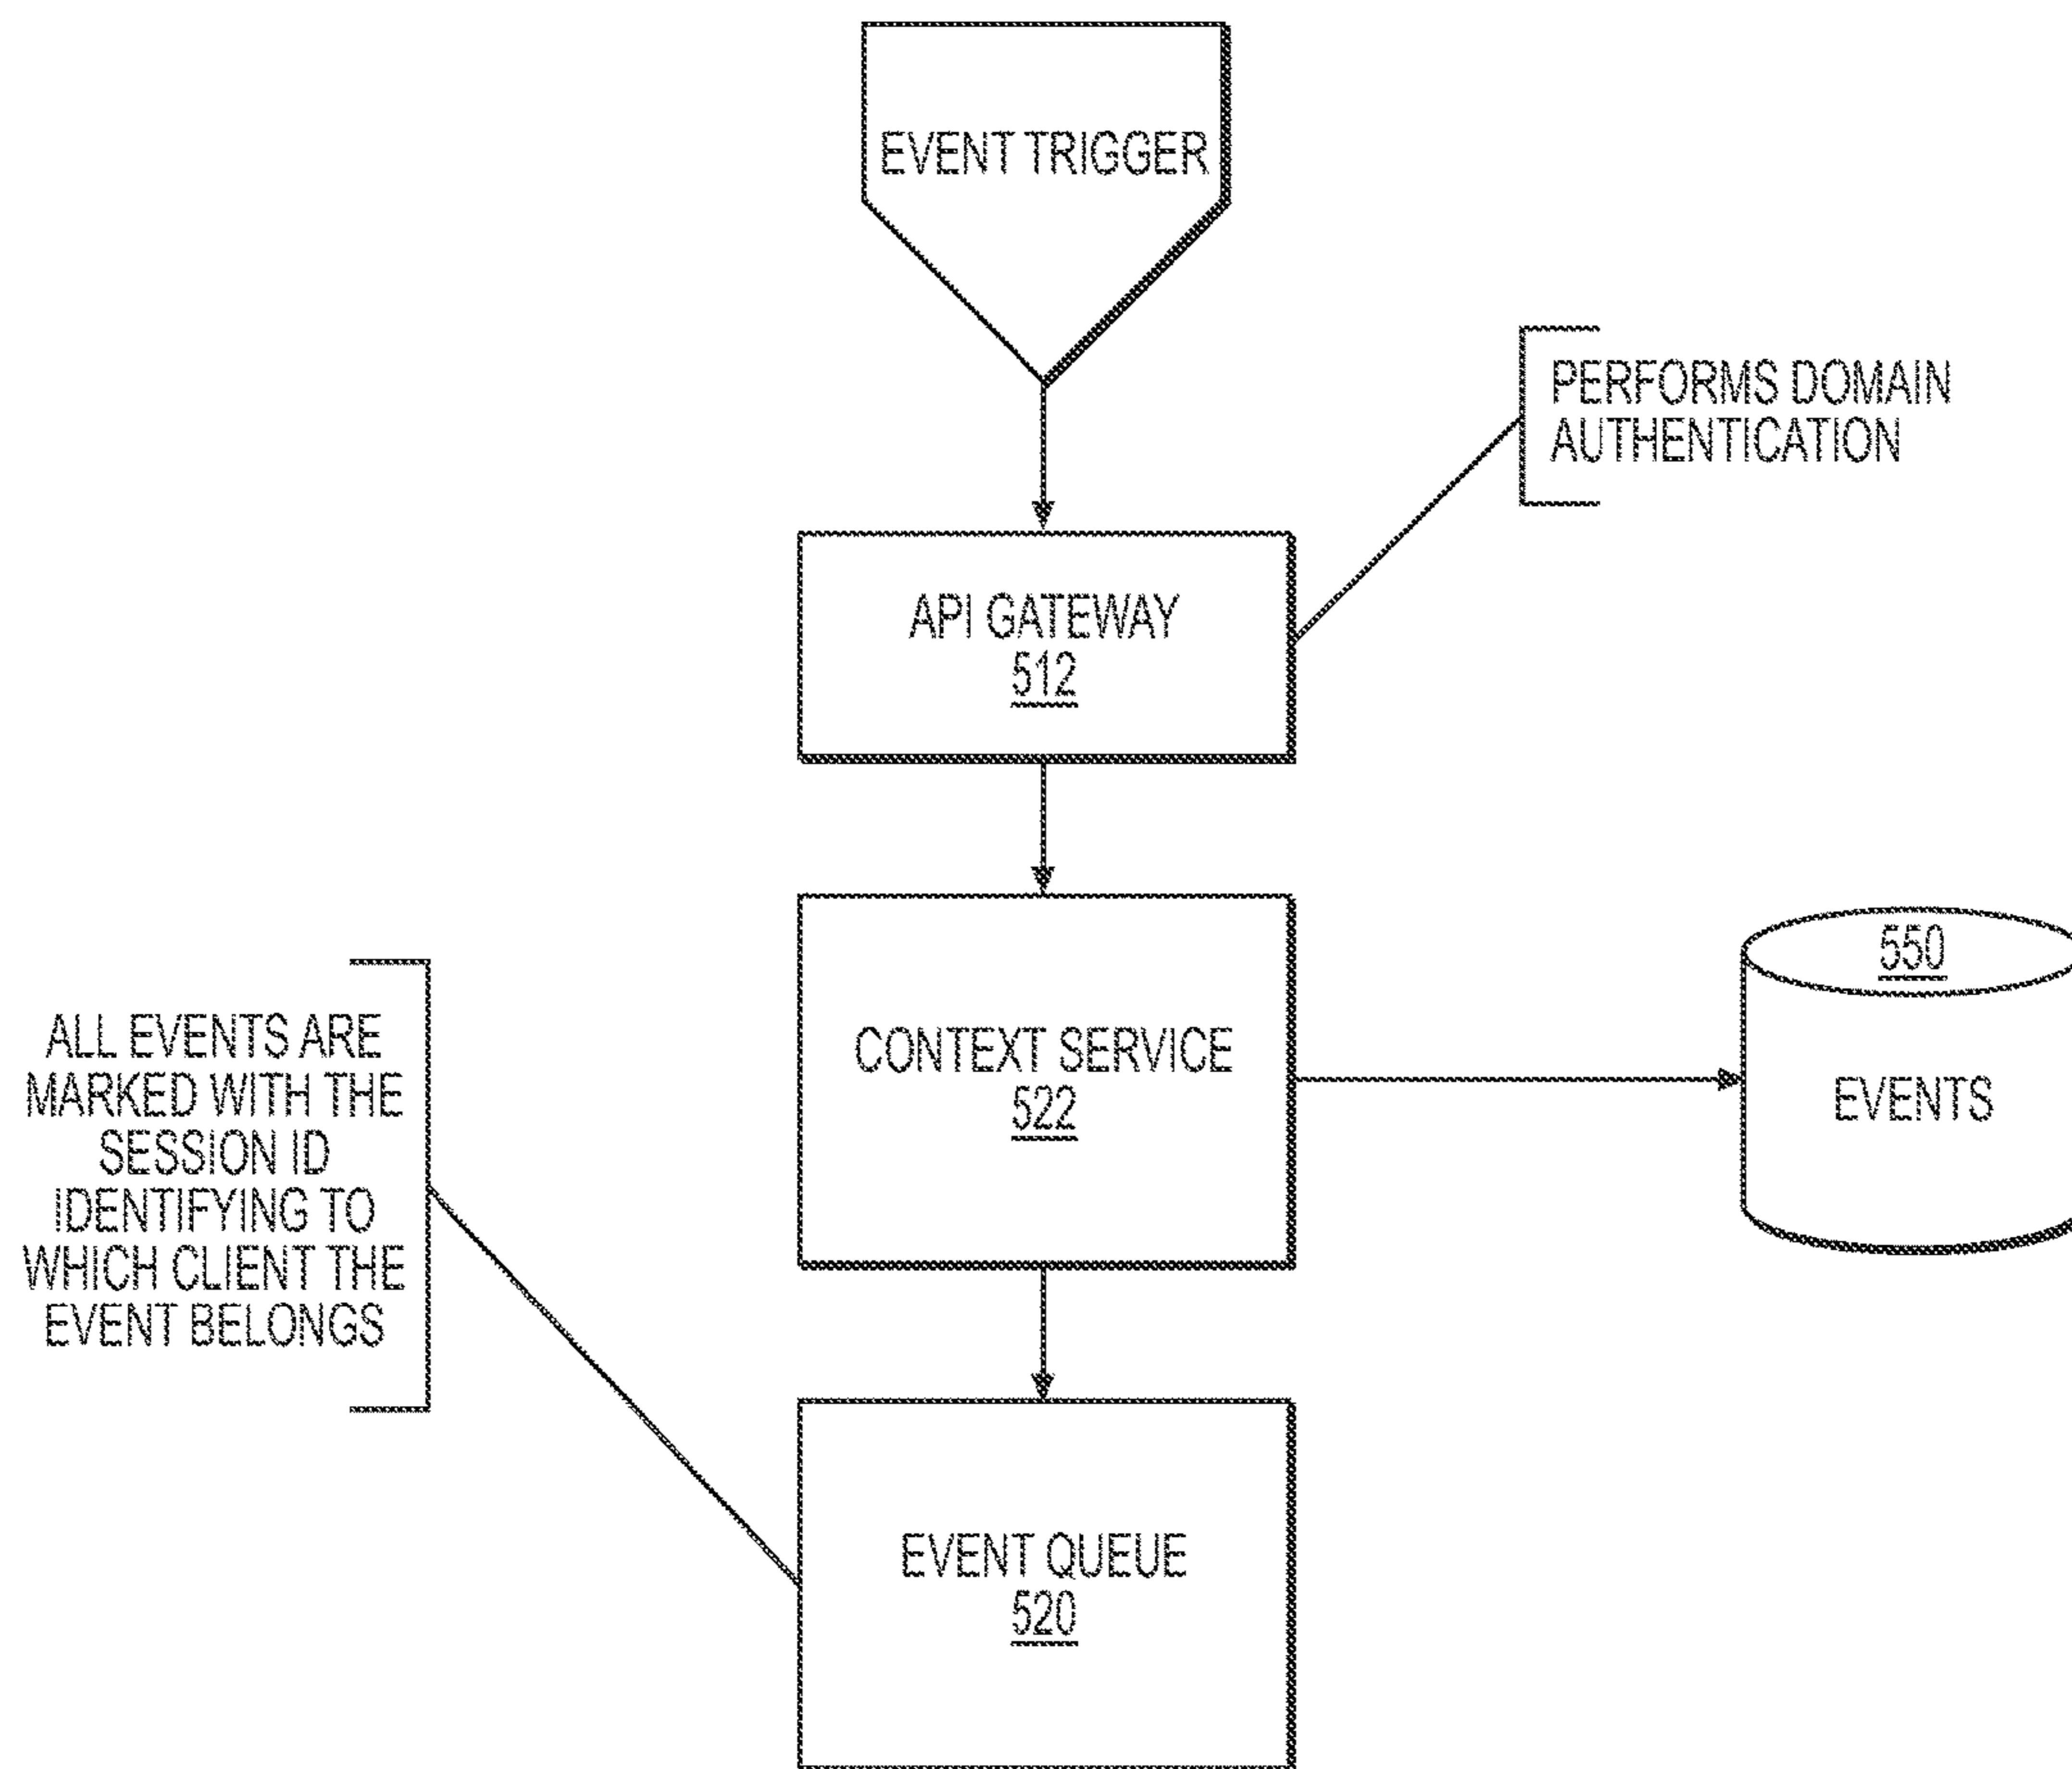 EVENT TRIGGER
PERFORMS DOMAIN
AUTHENTICATION
API GATEWAY
512
550
EVENTS
CONTEXT SERVICE
522
ALL EVENTS ARE
MARKED WITH THE
SESSION ID
IDENTIFYING TO
WHICH CLIENT THE
EVENT BELONGS
EVENT QUEUE
520